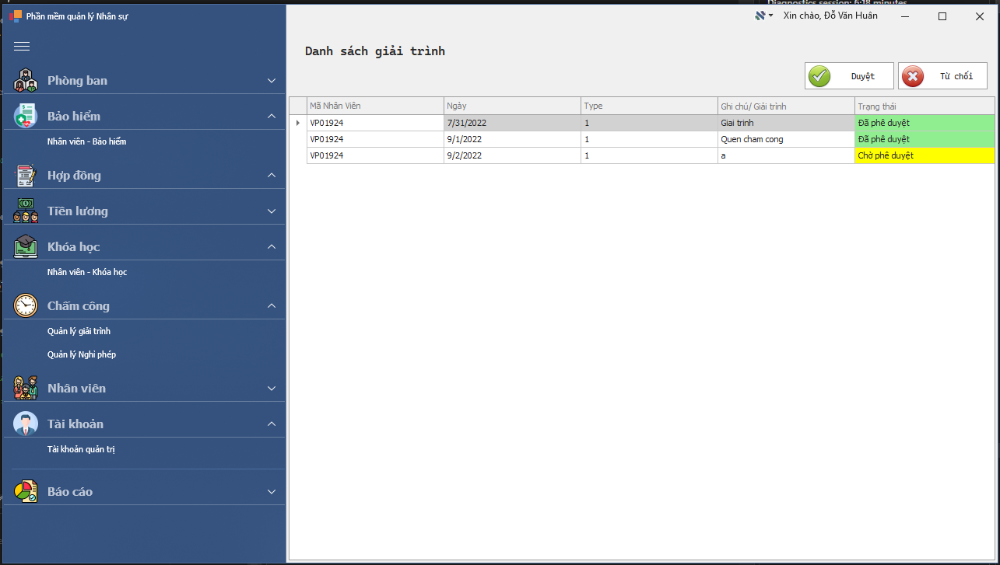 Diagnostics session: 6:18 minutes
Phần mềm quản lý Nhân sự
Xin chào, Đỗ Văn Huân
Danh sách giải trình
Duyệt
Từ chối
Phòng ban
Bảo hiểm
Nhân viên - Bảo hiểm
Hợp đồng
Tiền lương
Khóa học
Nhân viên - Khóa học
Chấm công
Quản lý giải trình
Quản lý Nghỉ phép
Nhân viên
Tài khoản
Tài khoản quản trị
Báo cáo
Mã Nhân Viên Ngày Type Ghi chú/ Giải trình Trạng thái
VP01924 7/31/2022 1 Giai trinh Đã phê duyệt
VP01924 9/1/2022 1 Quen cham cong Đã phê duyệt
VP01924 9/2/2022 1 a Chờ phê duyệt